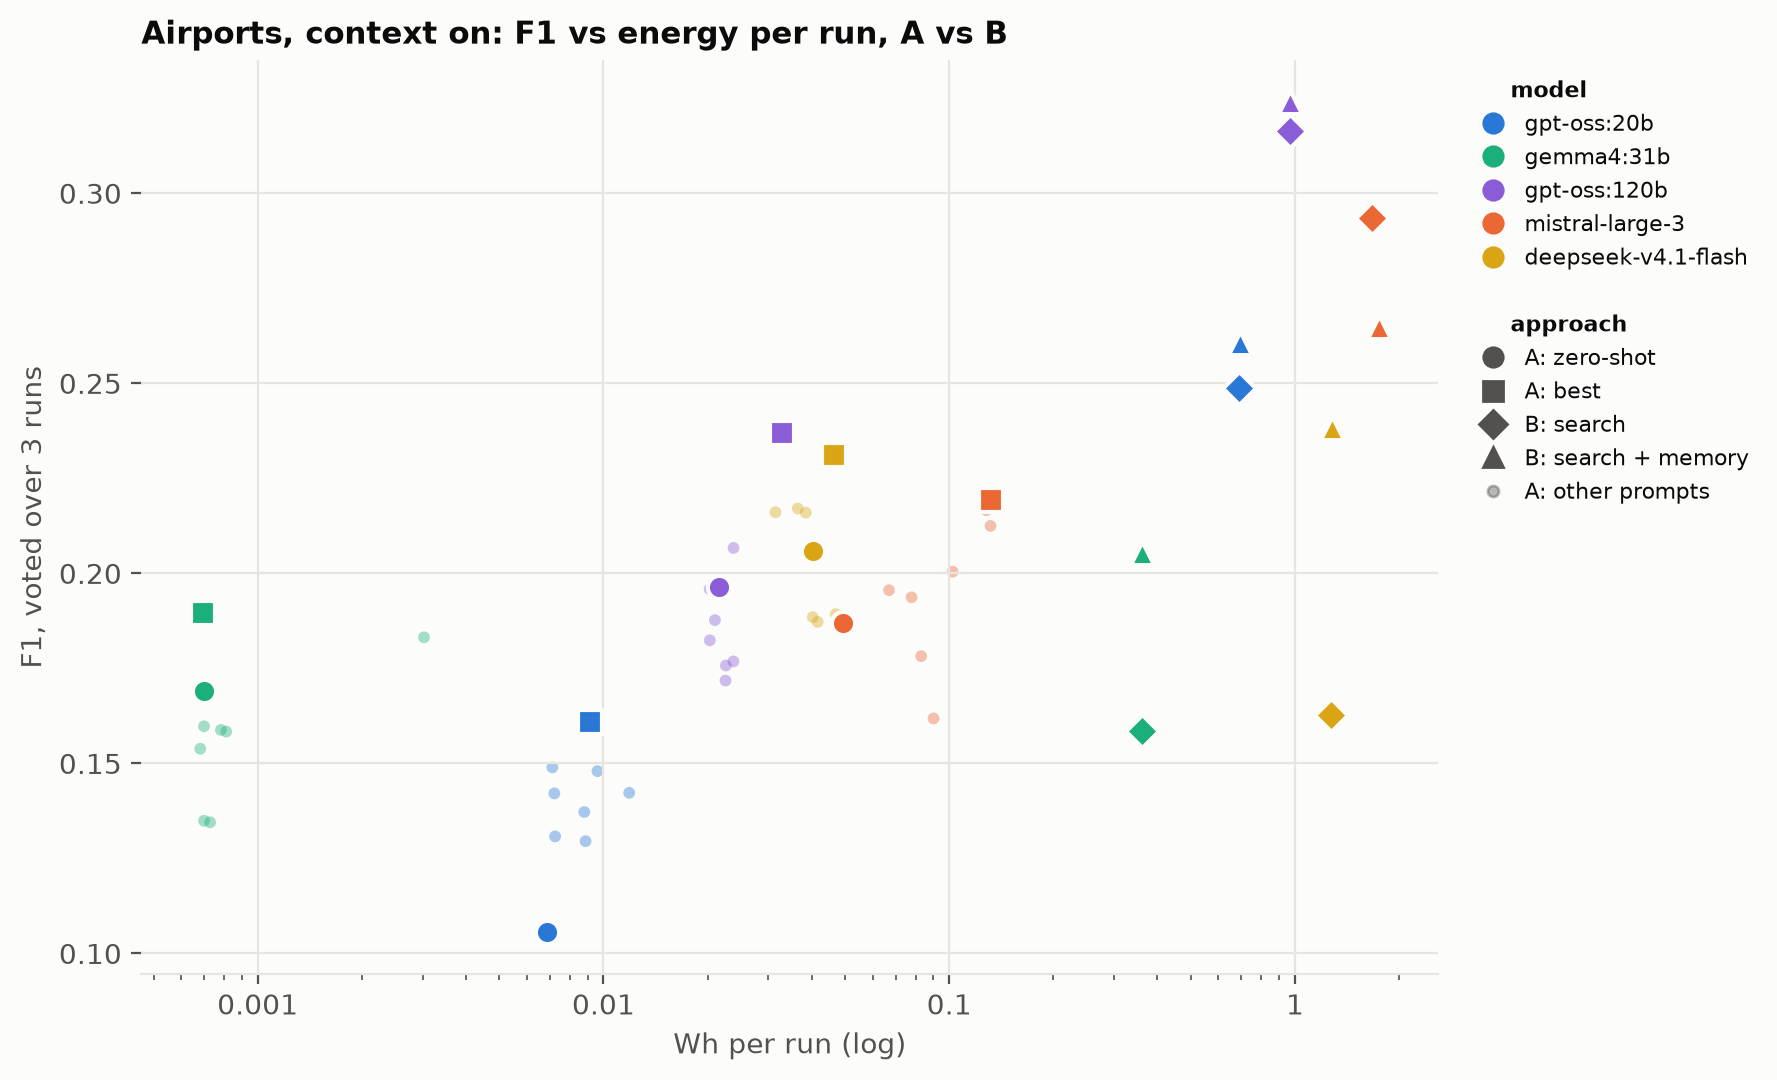 Airports, context on: F1 vs energy per run, A vs B
F1, voted over 3 runs
0.30
0.25
0.20
0.15
0.10
0.001
0.01
0.1
1
Wh per run (log)
model
gpt-oss:20b
gemma4:31b
gpt-oss:120b
mistral-large-3
deepseek-v4.1-flash
approach
A: zero-shot
A: best
B: search
B: search + memory
A: other prompts